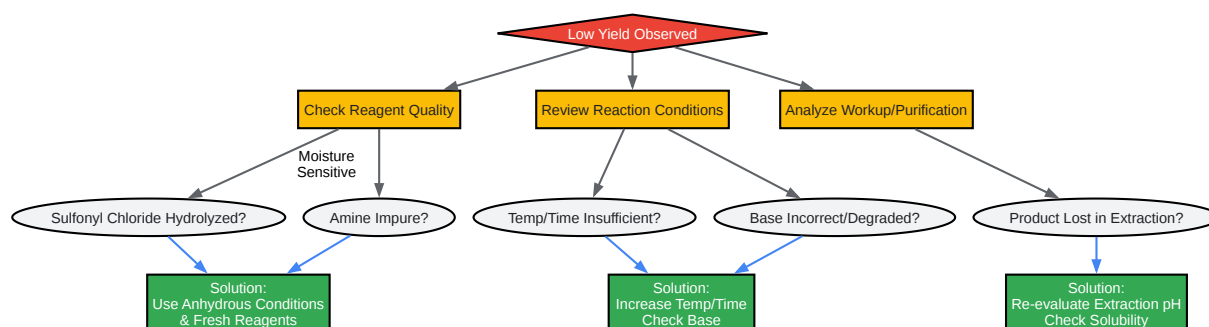 Low Yield Observed
Check Reagent Quality
Review Reaction Conditions
Analyze Workup/Purification
Moisture
Sensitive
Sulfonyl Chloride Hydrolyzed?
Amine Impure?
Temp/Time Insufficient?
Base Incorrect/Degraded?
Product Lost in Extraction?
Solution:
Use Anhydrous Conditions
& Fresh Reagents
Solution:
Increase Temp/Time
Check Base
Solution:
Re-evaluate Extraction pH
Check Solubility